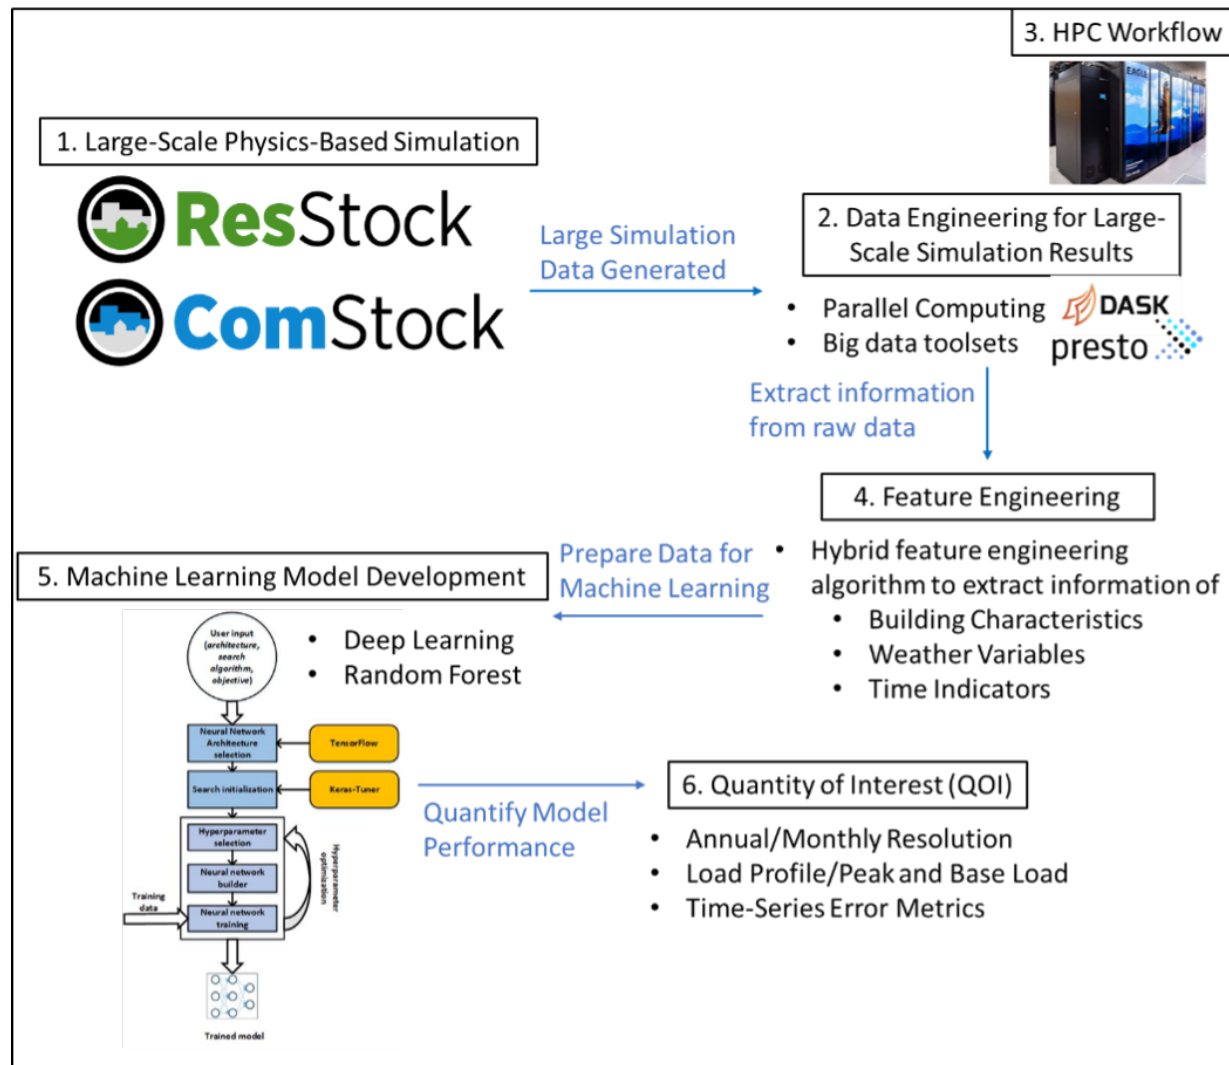 3. HPC Workflow
EAGLE
1. Large-Scale Physics-Based Simulation
ResStock
ComStock
Large Simulation
Data Generated
2. Data Engineering for Large-
Scale Simulation Results
• Parallel Computing
• Big data toolsets
DASK
presto
Extract information
from raw data
4. Feature Engineering
• Hybrid feature engineering
algorithm to extract information of
• Building Characteristics
• Weather Variables
• Time Indicators
Prepare Data for
Machine Learning
5. Machine Learning Model Development
• Deep Learning
• Random Forest
User input
(architecture,
search
algorithm,
objective)
Neural Network
Architecture
selection
TensorFlow
Search initialization
Keras-Tuner
Hyperparameter
selection
Neural network
builder
Neural network
training
Hyperparameter
optimization
Training
data
Trained model
Quantify Model
Performance
6. Quantity of Interest (QOI)
• Annual/Monthly Resolution
• Load Profile/Peak and Base Load
• Time-Series Error Metrics